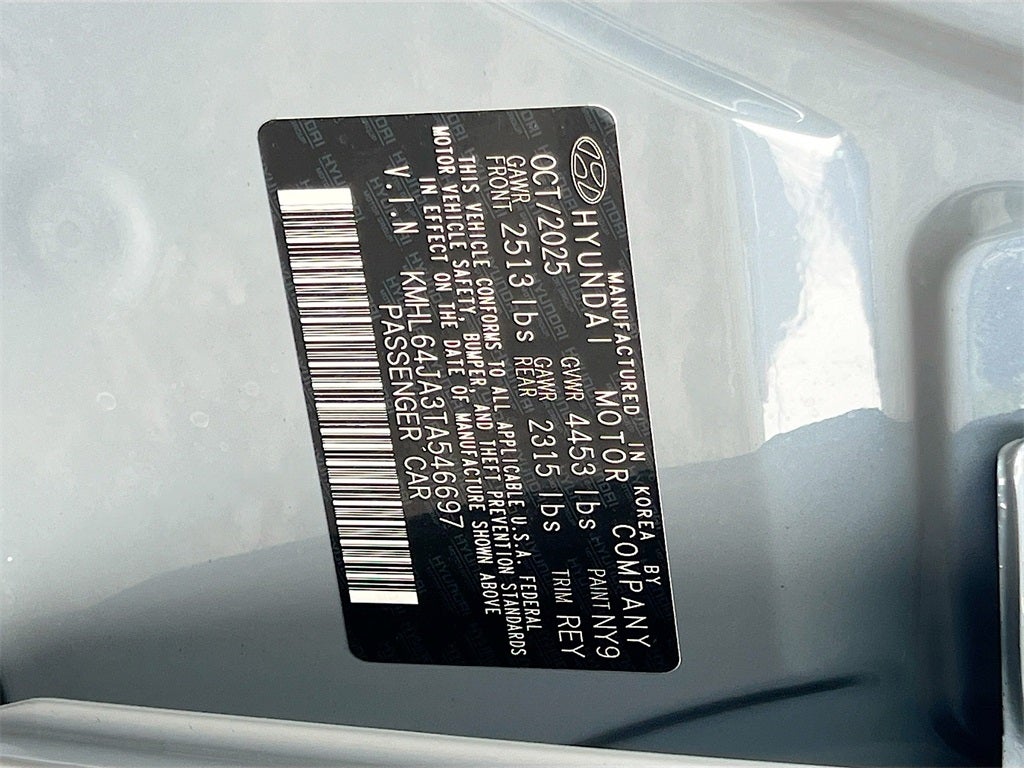 MANUFACTURED IN KOREA BY
HYUNDAI MOTOR COMPANY
OCT/2025 GVWR 4453 lbs PAINT NY9
GAWR FRONT 2513 lbs GAWR REAR 2315 lbs TRIM REY
THIS VEHICLE CONFORMS TO ALL APPLICABLE U.S.A. FEDERAL
MOTOR VEHICLE SAFETY, BUMPER, AND THEFT PREVENTION STANDARDS
IN EFFECT ON THE DATE OF MANUFACTURE SHOWN ABOVE
V.I.N KMHL64JA3TA546697
PASSENGER CAR